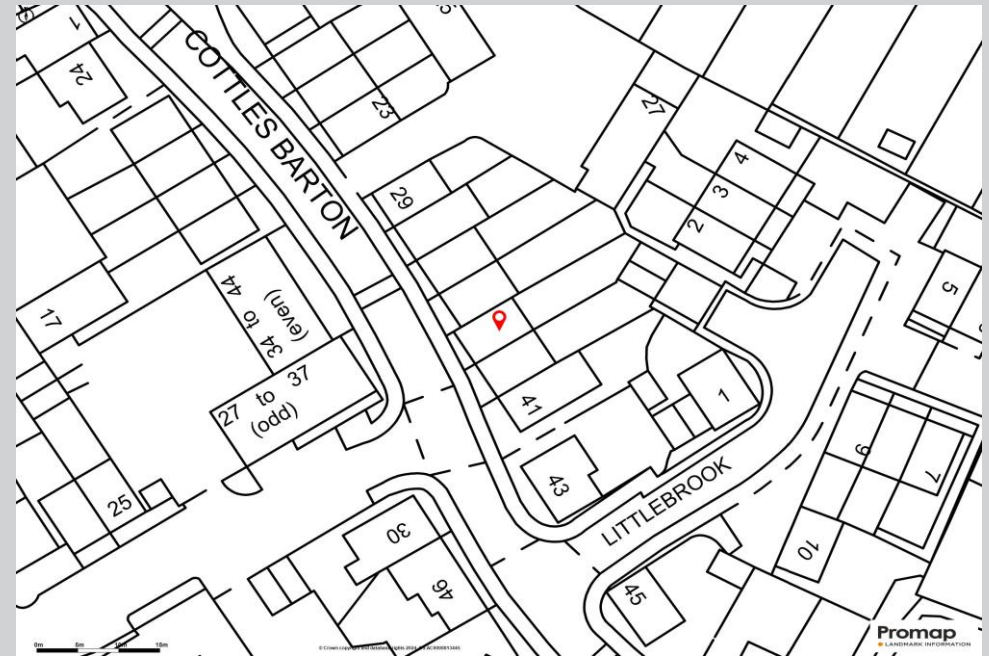 24
COTTLES BARTON
23
27
29
4
3
2
5
17
34 to 44
(even)
27 to 37
(odd)
41
1
43
LITTLEBROOK
9
7
10
25
30
46
45
0m 5m 10m 15m
Promap
LANDMARK INFORMATION